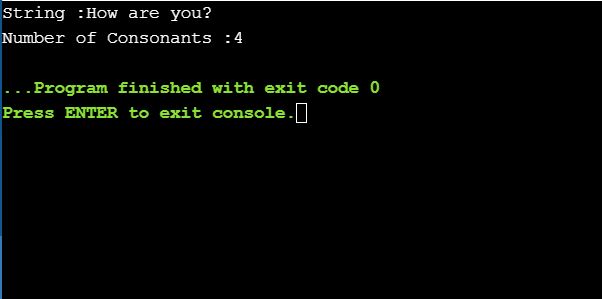 String :How are you?
Number of Consonants :4
...Program finished with exit code 0
Press ENTER to exit console.